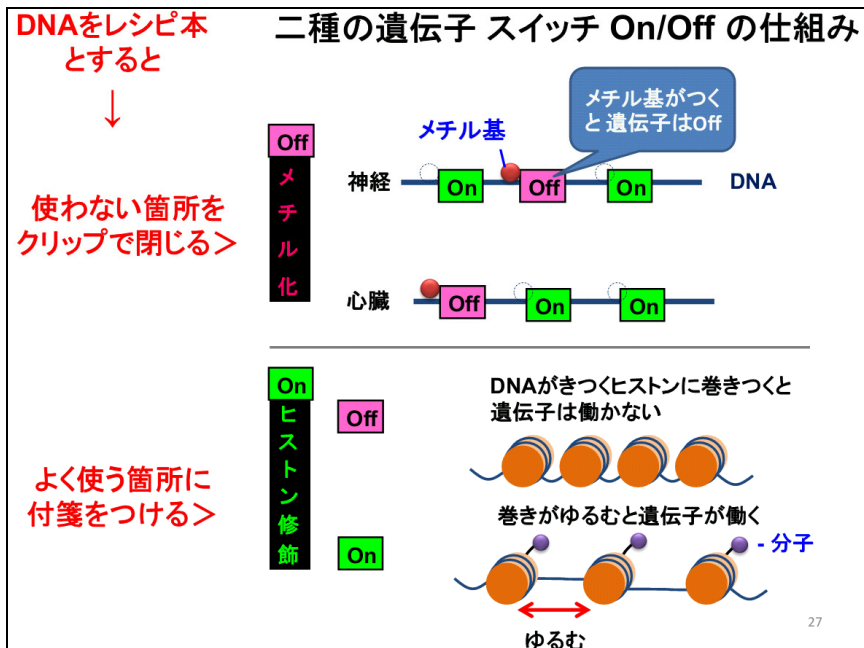 DNAをレシピ本
とすると
↓
二種の遺伝子 スイッチ On/Off の仕組み
使わない箇所を
クリップで閉じる＞
Off
メチル化
メチル基
メチル基がつく
と 遺伝子はOff
神経
On
Off
On
DNA
心臓
Off
On
On
よく使う箇所に
付箋をつける＞
On
ヒストン修飾
Off
On
DNAがきつくヒストンに巻きつくと
遺伝子は働かない
巻きがゆるむと遺伝子が働く
- 分子
ゆるむ
27